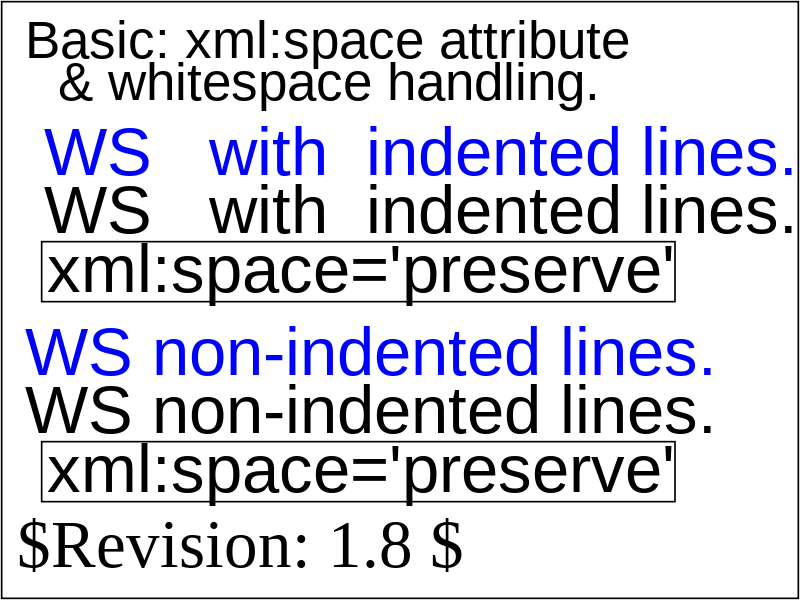 Basic: xml:space attribute
& whitespace handling.
WS   with  indented lines.
WS   with  indented lines.
xml:space='preserve'
WS non-indented lines.
WS non-indented lines.
xml:space='preserve'
$Revision: 1.8 $